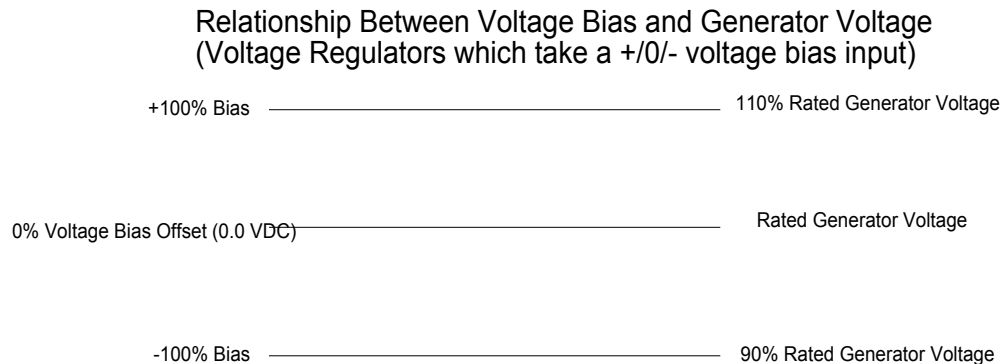 Relationship Between Voltage Bias and Generator Voltage
(Voltage Regulators which take a +/0/- voltage bias input)
+100% Bias 110% Rated Generator Voltage
0% Voltage Bias Offset (0.0 VDC) Rated Generator Voltage
-100% Bias 90% Rated Generator Voltage